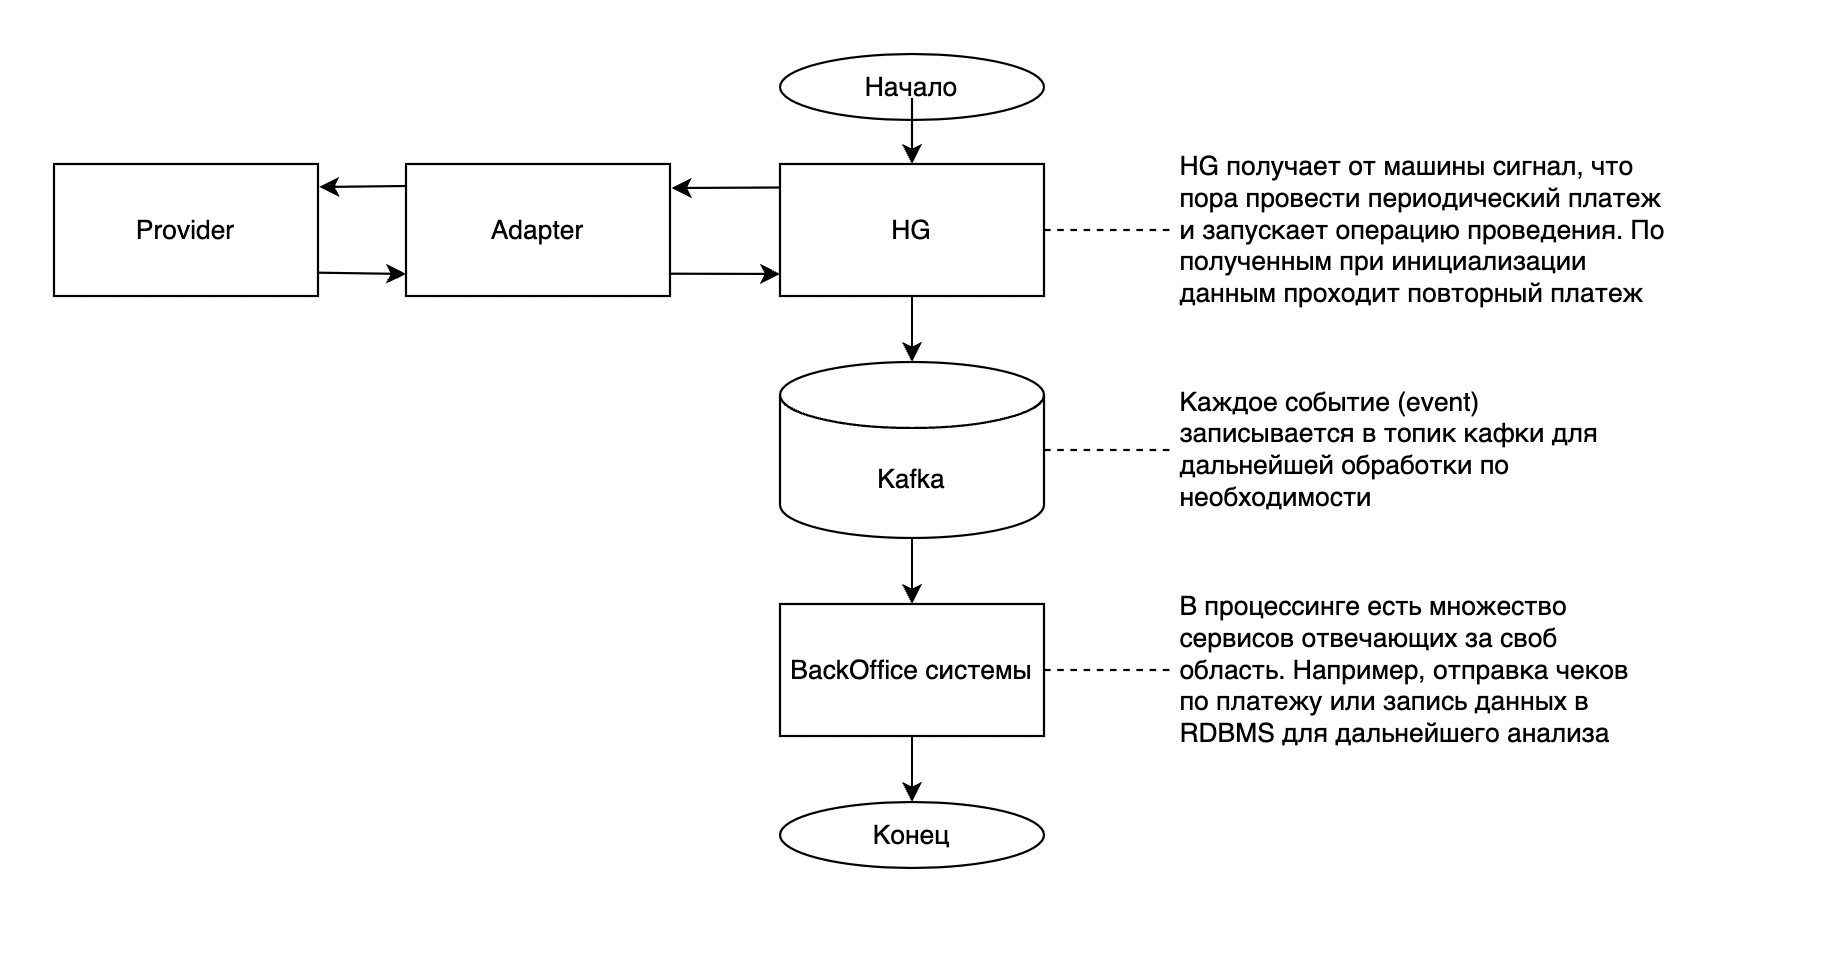 Начало
Provider
Adapter
HG
HG получает от машины сигнал, что
пора провести периодический платеж
и запускает операцию проведения. По
полученным при инициализации
данным проходит повторный платеж
Kafka
Каждое событие (event)
записывается в топик кафки для
дальнейшей обработки по
необходимости
BackOffice системы
В процессинге есть множество
сервисов отвечающих за своб
область. Например, отправка чеков
по платежу или запись данных в
RDBMS для дальнейшего анализа
Конец